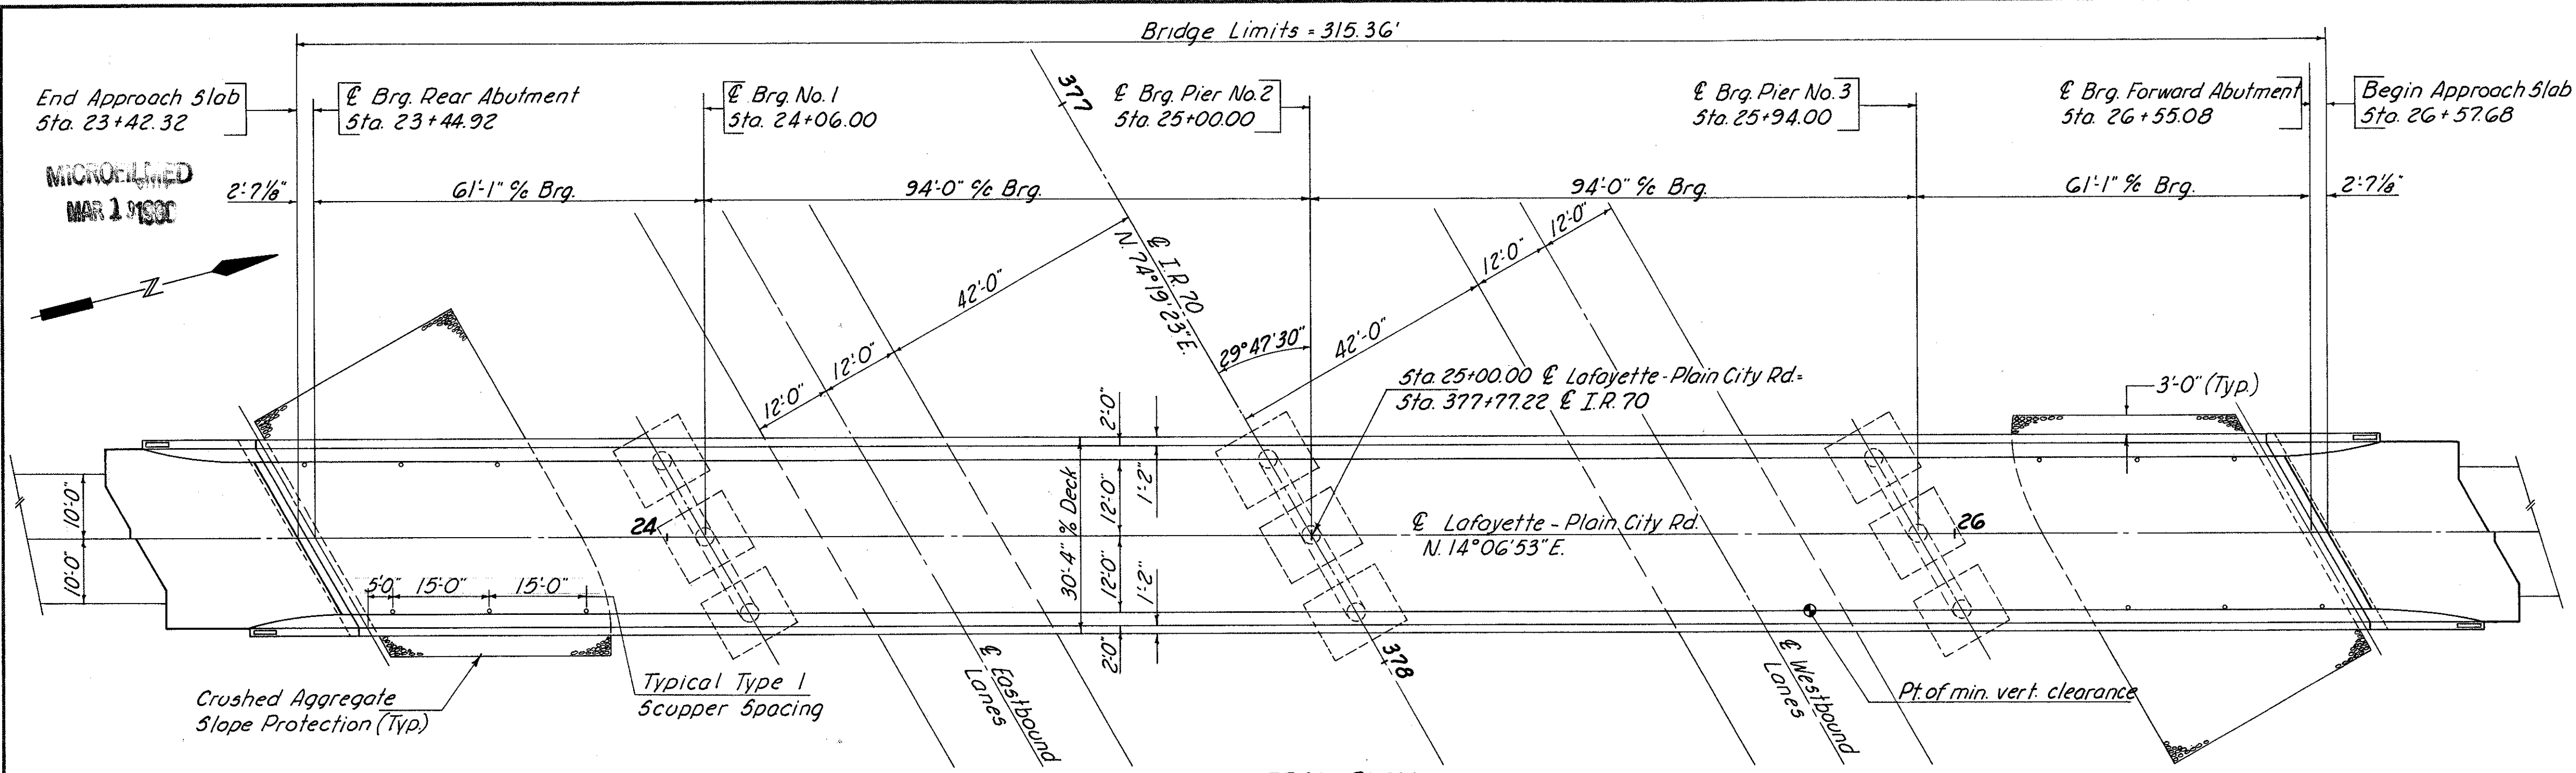 Bridge Limits = 315.36'
End Approach Slab
Sta. 23+42.32
℄ Brg. Rear Abutment
Sta. 23+44.92
℄ Brg. No. 1
Sta. 24+06.00
377
℄ Brg. Pier No. 2
Sta. 25+00.00
℄ Brg. Pier No. 3
Sta. 25+94.00
℄ Brg. Forward Abutment
Sta. 26+55.08
Begin Approach Slab
Sta. 26+57.68
MICROFILMED
2'-7⅛"
61'-1" c/c Brg.
94'-0" c/c Brg.
94'-0" c/c Brg.
61'-1" c/c Brg.
2'-7⅛"
N
℄ I.R. 70
N. 74°19'23" E.
42'-0"
12'-0"
12'-0"
12'-0"
12'-0"
42'-0"
29°47'30"
Sta. 25+00.00 ℄ Lafayette-Plain City Rd. =
Sta. 377+77.22 ℄ I.R. 70
3'-0" (Typ.)
2'-0"
1'-2"
12'-0"
30'-4" % Deck
12'-0"
1'-2"
2'-0"
10'-0"
10'-0"
24
26
℄ Lafayette-Plain City Rd.
N. 14°06'53" E.
5'-0"
15'-0"
15'-0"
378
℄ Eastbound
Lanes
℄ Westbound
Lanes
Pt. of min. vert. clearance
Typical Type 1
Scupper Spacing
Crushed Aggregate
Slope Protection (Typ.)